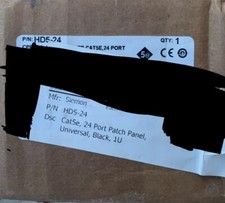 P/N HD5-24
QTY: 1
CAT5E,24 PORT
Mfr: Siemon
P/N HD5-24
Dsc Cat5e, 24 Port Patch Panel,
Universal, Black, 1U